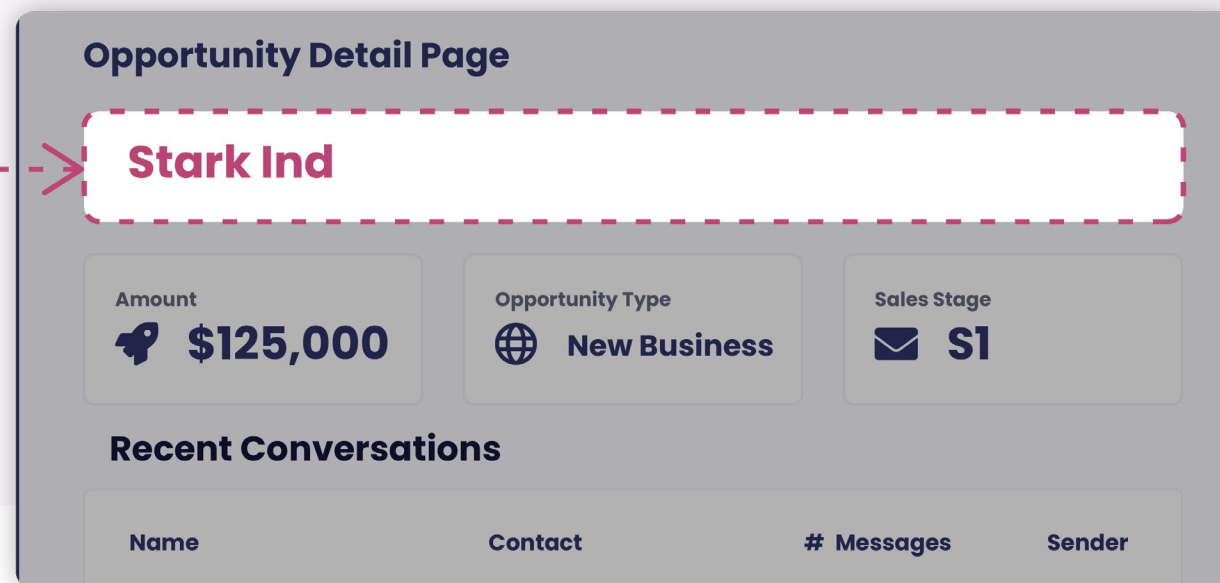 Opportunity Detail Page
Stark Ind
Amount Opportunity Type Sales Stage
$125,000 New Business S1
Recent Conversations
Name Contact # Messages Sender